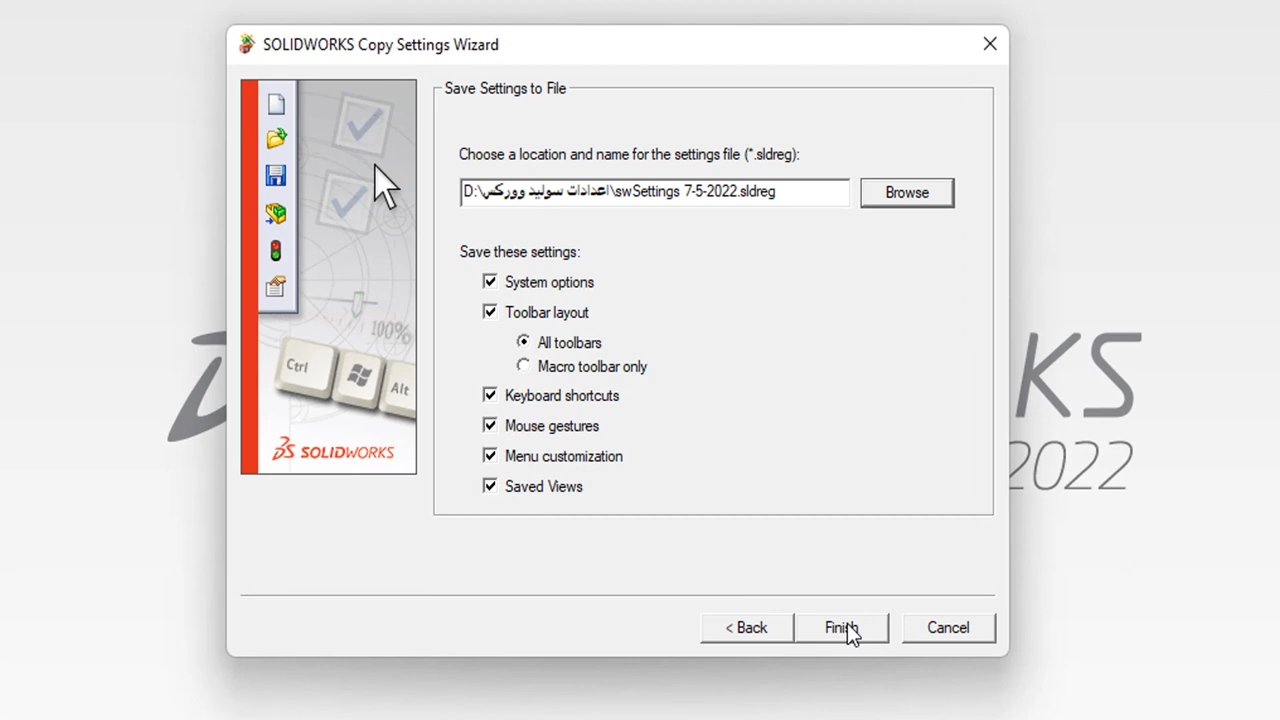 SOLIDWORKS Copy Settings Wizard
Save Settings to File
Choose a location and name for the settings file (*.sldreg):
D:\اعدادات سوليد ووركس\swSettings 7-5-2022.sldreg
Browse
Save these settings:
System options
Toolbar layout
All toolbars
Macro toolbar only
Keyboard shortcuts
Mouse gestures
Menu customization
Saved Views
100%
Ctrl
Alt
SOLIDWORKS
KS
2022
< Back
Finish
Cancel